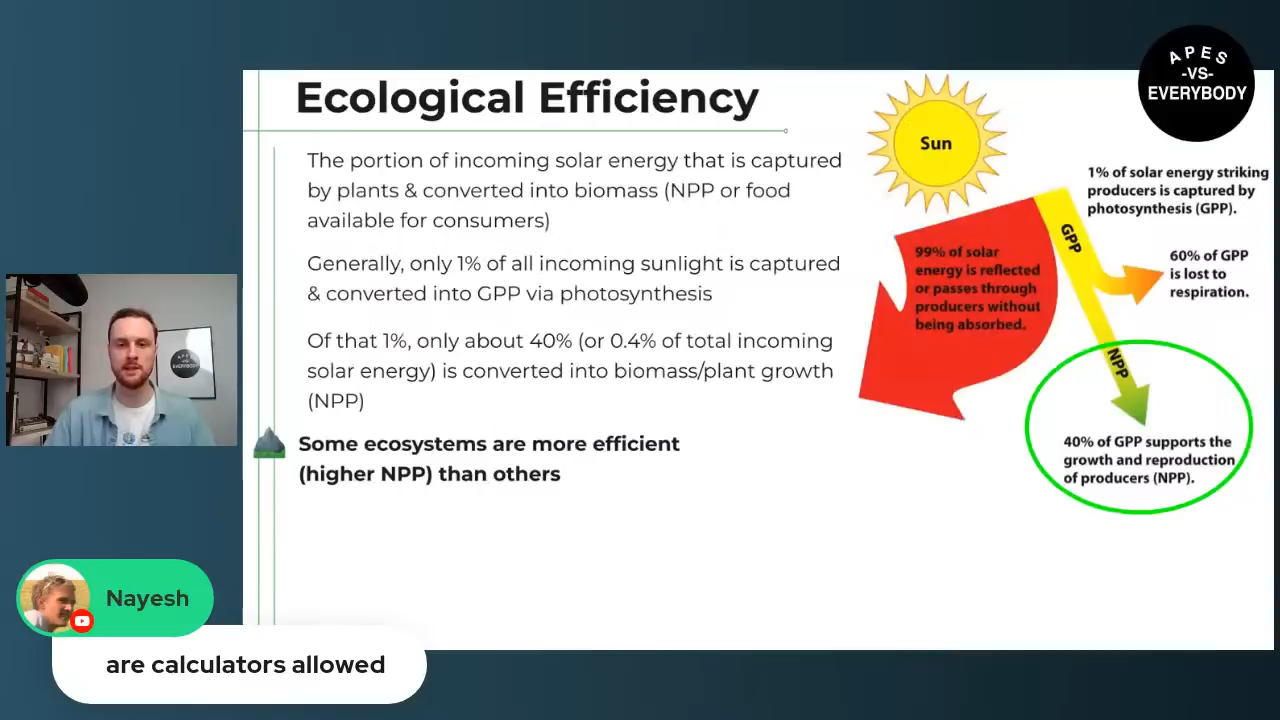 Ecological Efficiency
The portion of incoming solar energy that is captured
by plants & converted into biomass (NPP or food
available for consumers)
Generally, only 1% of all incoming sunlight is captured
& converted into GPP via photosynthesis
Of that 1%, only about 40% (or 0.4% of total incoming
solar energy) is converted into biomass/plant growth
(NPP)
Some ecosystems are more efficient
(higher NPP) than others
Sun
A P E S
-VS-
EVERYBODY
1% of solar energy striking
producers is captured by
photosynthesis (GPP).
GPP
99% of solar
energy is reflected
or passes through
producers without
being absorbed.
60% of GPP
is lost to
respiration.
NPP
40% of GPP supports the
growth and reproduction
of producers (NPP).
APES
-VS-
EVERYBODY
Nayesh
are calculators allowed